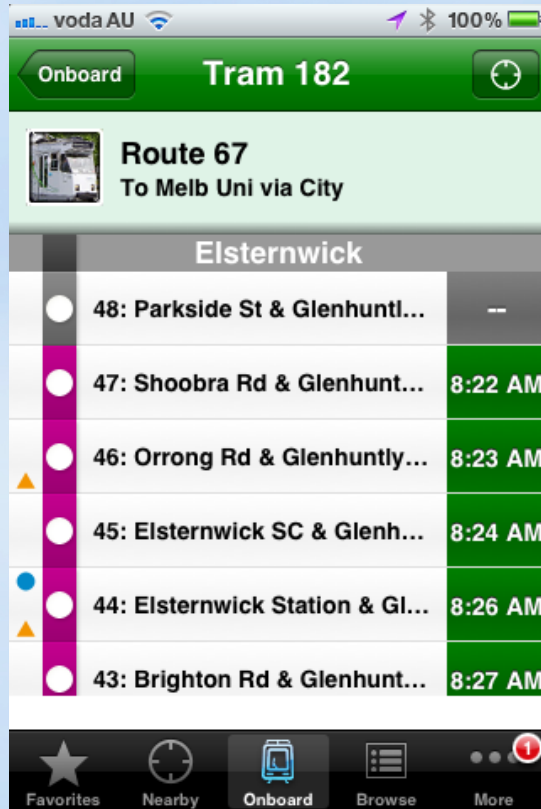 voda AU 100%
Onboard Tram 182
Route 67
To Melb Uni via City
Elsternwick
48: Parkside St & Glenhuntl... --
47: Shoobra Rd & Glenhunt... 8:22 AM
46: Orrong Rd & Glenhuntly... 8:23 AM
45: Elsternwick SC & Glenh... 8:24 AM
44: Elsternwick Station & Gl... 8:26 AM
43: Brighton Rd & Glenhunt... 8:27 AM
1
Favorites Nearby Onboard Browse More